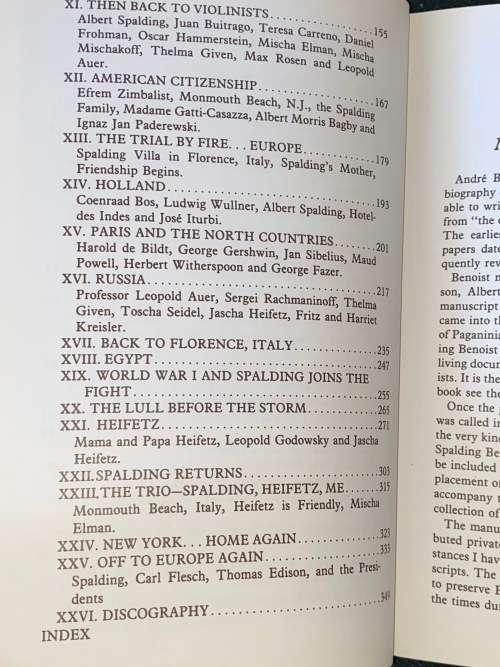 XI. THEN BACK TO VIOLINISTS . . . . . . . . . . . . . . . . . . . 155
Albert Spalding, Juan Buitrago, Teresa Carreno, Daniel
Frohman, Oscar Hammerstein, Mischa Elman, Mischa
Mischakoff, Thelma Given, Max Rosen and Leopold
Auer.
XII. AMERICAN CITIZENSHIP . . . . . . . . . . . . . . . . . . . 167
Efrem Zimbalist, Monmouth Beach, N.J., the Spalding
Family, Madame Gatti-Casazza, Albert Morris Bagby and
Ignaz Jan Paderewski.
XIII. THE TRIAL BY FIRE. . . EUROPE . . . . . . . . . . . . . 179
Spalding Villa in Florence, Italy, Spalding's Mother,
Friendship Begins.
XIV. HOLLAND . . . . . . . . . . . . . . . . . . . . . . . . . . . . . . 193
Coenraad Bos, Ludwig Wullner, Albert Spalding, Hotel-
des Indes and José Iturbi.
XV. PARIS AND THE NORTH COUNTRIES . . . . . . . . . 201
Harold de Bildt, George Gershwin, Jan Sibelius, Maud
Powell, Herbert Witherspoon and George Fazer.
XVI. RUSSIA . . . . . . . . . . . . . . . . . . . . . . . . . . . . . . . . 217
Professor Leopold Auer, Sergei Rachmaninoff, Thelma
Given, Toscha Seidel, Jascha Heifetz, Fritz and Harriet
Kreisler.
XVII. BACK TO FLORENCE, ITALY . . . . . . . . . . . . . . . . 235
XVIII. EGYPT . . . . . . . . . . . . . . . . . . . . . . . . . . . . . . . . 247
XIX. WORLD WAR I AND SPALDING JOINS THE
FIGHT . . . . . . . . . . . . . . . . . . . . . . . . . . . . . . . . . . . 255
XX. THE LULL BEFORE THE STORM . . . . . . . . . . . . . 265
XXI. HEIFETZ . . . . . . . . . . . . . . . . . . . . . . . . . . . . . . . 271
Mama and Papa Heifetz, Leopold Godowsky and Jascha
Heifetz.
XXII. SPALDING RETURNS . . . . . . . . . . . . . . . . . . . . . 303
XXIII. THE TRIO—SPALDING, HEIFETZ, ME . . . . . . . . 315
Monmouth Beach, Italy, Heifetz is Friendly, Mischa
Elman.
XXIV. NEW YORK. . . HOME AGAIN . . . . . . . . . . . . . . 323
XXV. OFF TO EUROPE AGAIN . . . . . . . . . . . . . . . . . . . 333
Spalding, Carl Flesch, Thomas Edison, and the Presi-
dents
XXVI. DISCOGRAPHY . . . . . . . . . . . . . . . . . . . . . . . . . 349
INDEX
André B
biography
able to wri
from "the
The earlies
papers date
quently rev
Benoist
son, Albert
manuscript
came into th
of Paganini
ing Benoist
living docu
ists. It is the
book see the
Once the
was called in
the very kin
Spalding Be
be included
placement o
accompany
collection of
The manu
buted privat
stances I hav
scripts. The
to preserve
the times du